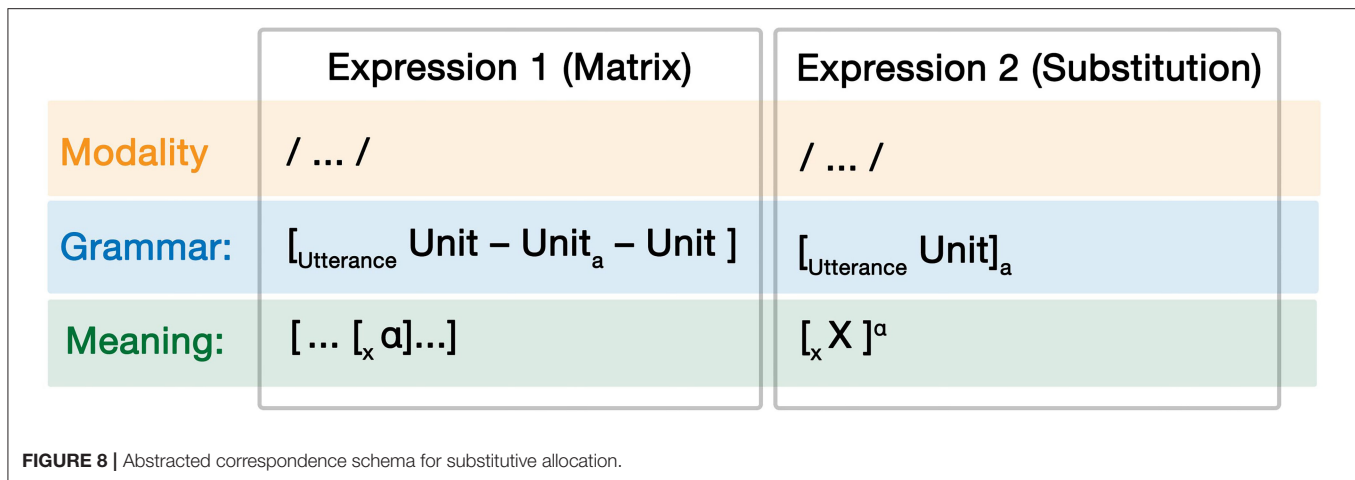 Expression 1 (Matrix) Expression 2 (Substitution)
Modality / ... / / ... /
Grammar: [Utterance Unit – Unitₐ – Unit ] [Utterance Unit]ₐ
Meaning: [ ... [ₓ α]...] [ₓ X ]ᵅ
FIGURE 8 | Abstracted correspondence schema for substitutive allocation.